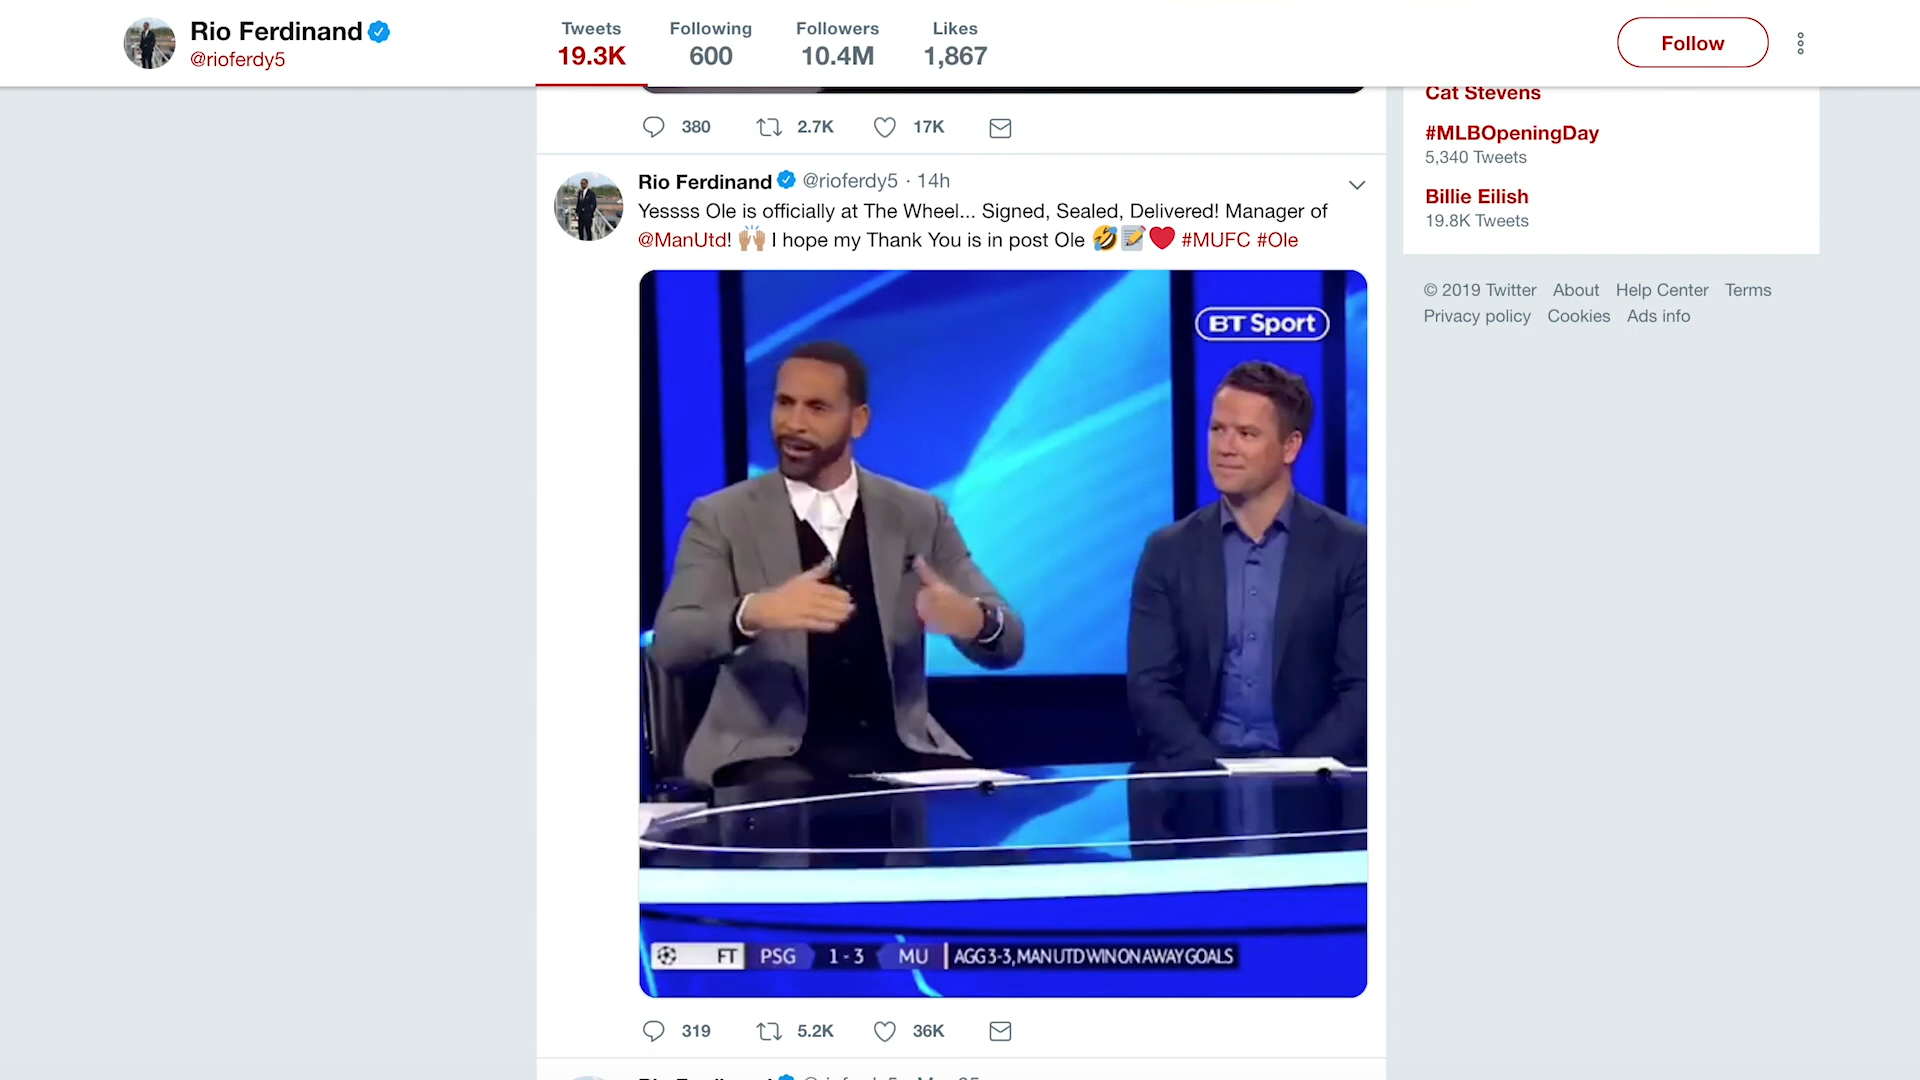 Rio Ferdinand
@rioferdy5
Tweets
19.3K
Following
600
Followers
10.4M
Likes
1,867
Follow
380
2.7K
17K
Rio Ferdinand @rioferdy5 · 14h
Yessss Ole is officially at The Wheel... Signed, Sealed, Delivered! Manager of
@ManUtd! 🙌🏽 I hope my Thank You is in post Ole 🤣📝❤️ #MUFC #Ole
BT Sport
FT PSG 1-3 MU AGG 3-3, MAN UTD WIN ON AWAY GOALS
319
5.2K
36K
Cat Stevens
#MLBOpeningDay
5,340 Tweets
Billie Eilish
19.8K Tweets
© 2019 Twitter About Help Center Terms
Privacy policy Cookies Ads info